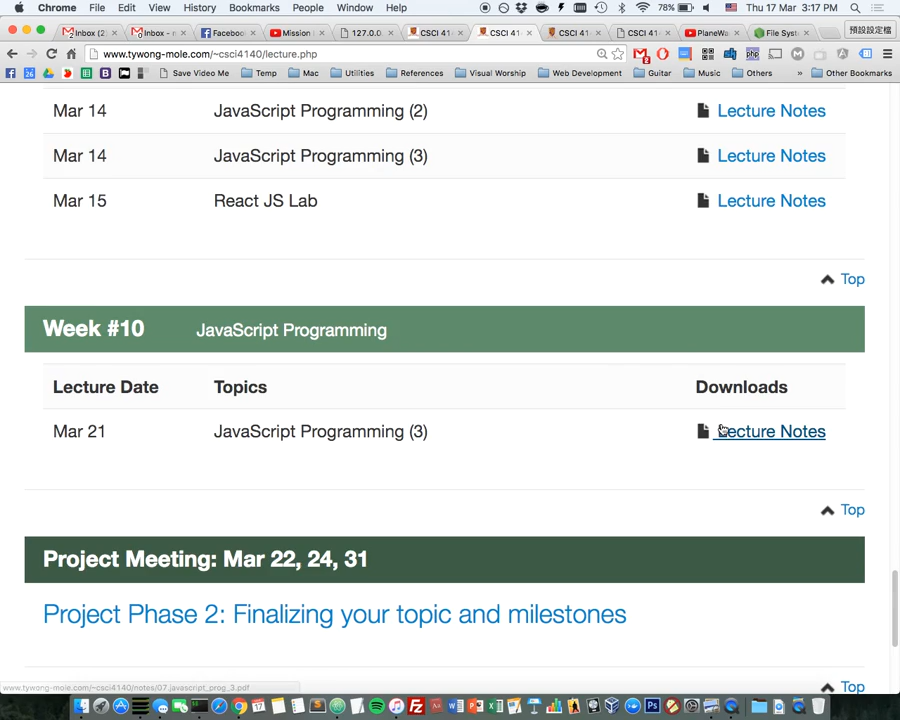 Chrome File Edit View History Bookmarks People Window Help 78% Thu 17 Mar 3:17 PM
Inbox (2 Inbox - Facebook Mission 127.0.0 CSCI 41 CSCI 41 CSCI 41 CSCI 41 PlaneWa File Syst 預設設定檔
www.tywong-mole.com/~csci4140/lecture.php
Save Video Me Temp Mac Utilities References Visual Worship Web Development Guitar Music Others » Other Bookmarks
Mar 14 JavaScript Programming (2) Lecture Notes
Mar 14 JavaScript Programming (3) Lecture Notes
Mar 15 React JS Lab Lecture Notes
Top
Week #10 JavaScript Programming
Lecture Date Topics Downloads
Mar 21 JavaScript Programming (3) Lecture Notes
Top
Project Meeting: Mar 22, 24, 31
Project Phase 2: Finalizing your topic and milestones
Top
www.tywong-mole.com/~csci4140/notes/07.javascript_prog_3.pdf